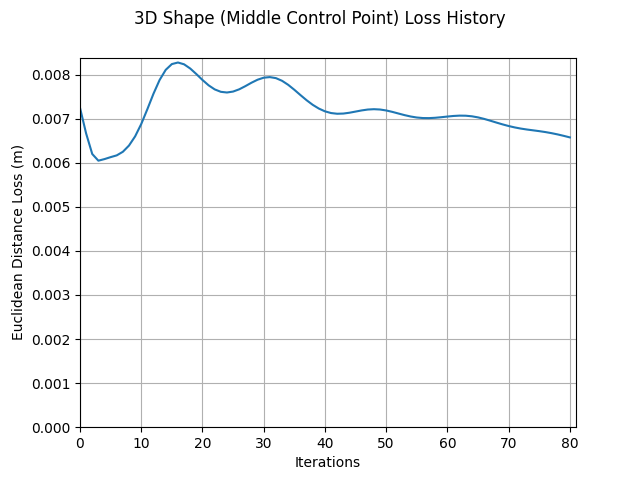 3D Shape (Middle Control Point) Loss History
0.008
0.007
0.006
0.005
0.004
0.003
0.002
0.001
0.000
Euclidean Distance Loss (m)
0 10 20 30 40 50 60 70 80
Iterations